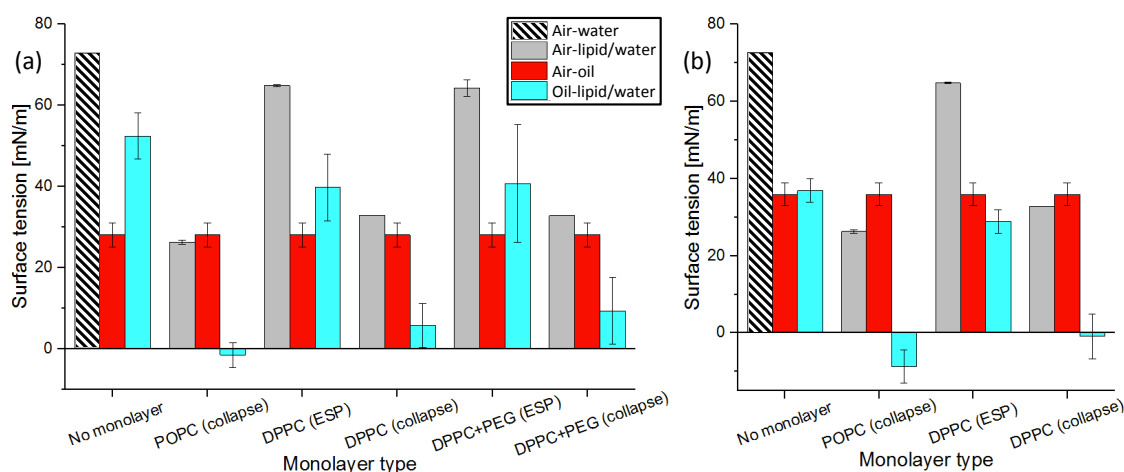 (a)
Surface tension [mN/m]
80
60
40
20
0
Air-water
Air-lipid/water
Air-oil
Oil-lipid/water
No monolayer
POPC (collapse)
DPPC (ESP)
DPPC (collapse)
DPPC+PEG (ESP)
DPPC+PEG (collapse)
Monolayer type
(b)
Surface tension [mN/m]
80
60
40
20
0
No monolayer
POPC (collapse)
DPPC (ESP)
DPPC (collapse)
Monolayer type